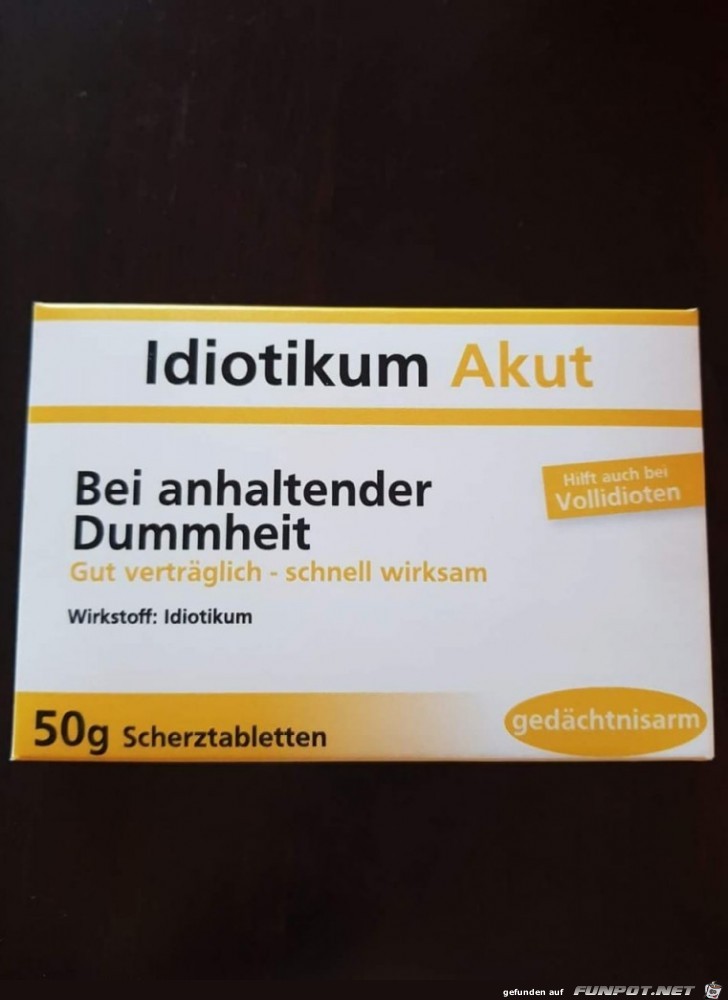 Idiotikum Akut
Bei anhaltender
Dummheit
Hilft auch bei
Vollidioten
Gut verträglich - schnell wirksam
Wirkstoff: Idiotikum
50g Scherztabletten
gedächtnisarm
gefunden auf FUNPOT.NET